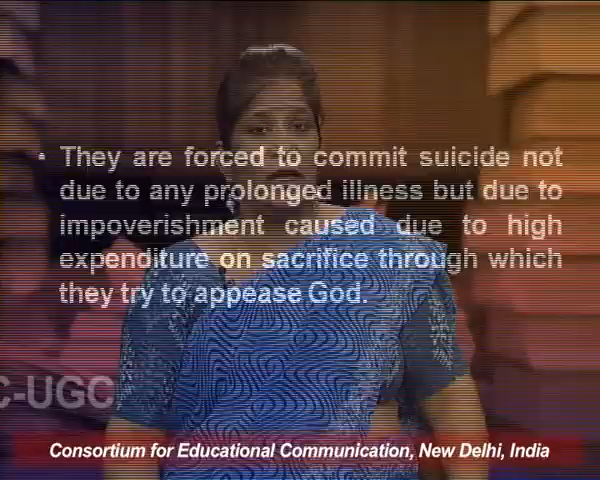 • They are forced to commit suicide not
due to any prolonged illness but due to
impoverishment caused due to high
expenditure on sacrifice through which
they try to appease God.
C-UGC
Consortium for Educational Communication, New Delhi, India